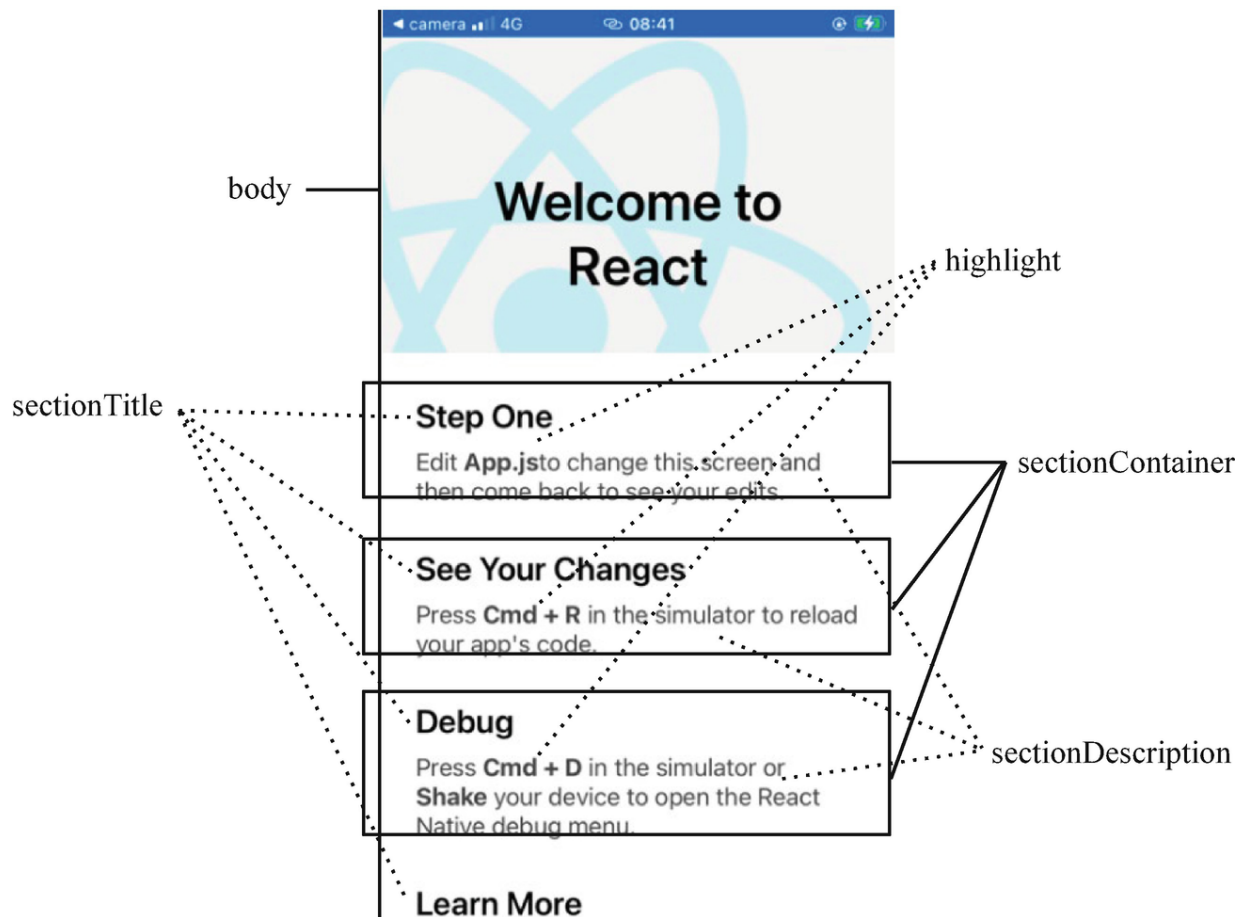 camera 4G 08:41
body
Welcome to
React
highlight
sectionTitle
Step One
Edit App.jsto change this screen and
then come back to see your edits.
sectionContainer
See Your Changes
Press Cmd + R in the simulator to reload
your app's code.
Debug
Press Cmd + D in the simulator or
Shake your device to open the React
Native debug menu.
sectionDescription
Learn More